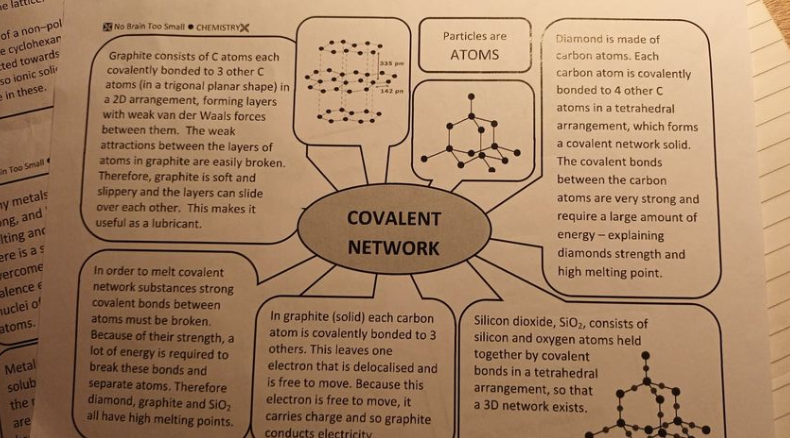 No Brain Too Small ● CHEMISTRY
Graphite consists of C atoms each
covalently bonded to 3 other C
atoms (in a trigonal planar shape) in
a 2D arrangement, forming layers
with weak van der Waals forces
between them. The weak
attractions between the layers of
atoms in graphite are easily broken.
Therefore, graphite is soft and
slippery and the layers can slide
over each other. This makes it
useful as a lubricant.
335 pm
142 pm
Particles are
ATOMS
Diamond is made of
carbon atoms. Each
carbon atom is covalently
bonded to 4 other C
atoms in a tetrahedral
arrangement, which forms
a covalent network solid.
The covalent bonds
between the carbon
atoms are very strong and
require a large amount of
energy – explaining
diamonds strength and
high melting point.
COVALENT
NETWORK
In order to melt covalent
network substances strong
covalent bonds between
atoms must be broken.
Because of their strength, a
lot of energy is required to
break these bonds and
separate atoms. Therefore
diamond, graphite and SiO₂
all have high melting points.
In graphite (solid) each carbon
atom is covalently bonded to 3
others. This leaves one
electron that is delocalised and
is free to move. Because this
electron is free to move, it
carries charge and so graphite
conducts electricity.
Silicon dioxide, SiO₂, consists of
silicon and oxygen atoms held
together by covalent
bonds in a tetrahedral
arrangement, so that
a 3D network exists.
of a non-pol
cyclohexan
ted towards
so ionic soli
in these.
in Too Small
ny metals
ng, and
lting and
ere is a s
vercome
alence e
nuclei of
atoms.
Metal
solub
the
are